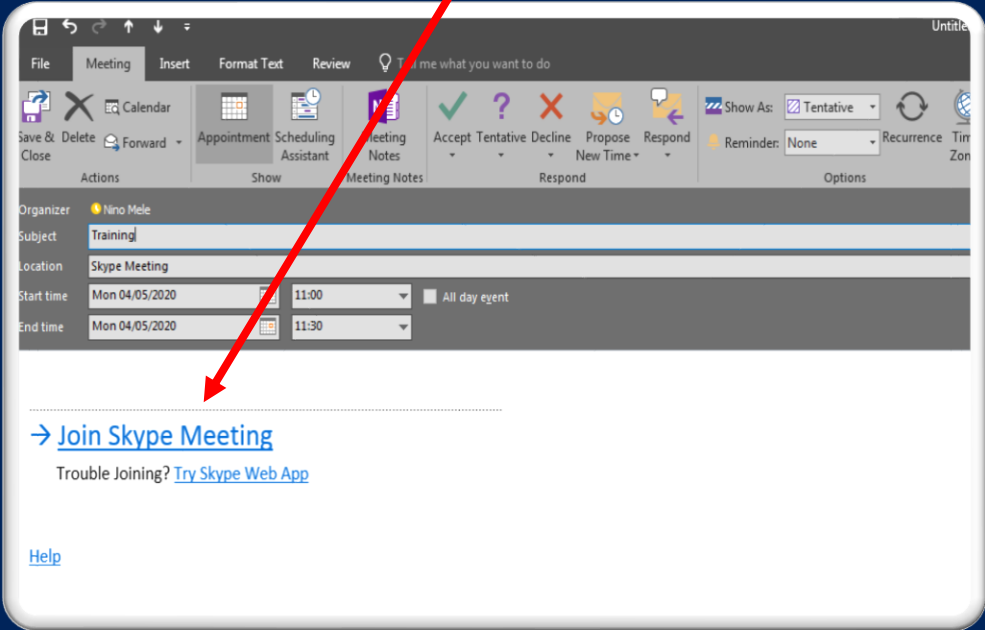 Untitle
File Meeting Insert Format Text Review Tell me what you want to do
Calendar Show As: Tentative
Save & Close Delete Forward Appointment Scheduling Assistant Meeting Notes Accept Tentative Decline Propose New Time Respond Reminder: None Recurrence
Actions Show Meeting Notes Respond Options
Organizer Nino Mele
Subject Training
Location Skype Meeting
Start time Mon 04/05/2020 11:00 All day event
End time Mon 04/05/2020 11:30
→ Join Skype Meeting
Trouble Joining? Try Skype Web App
Help